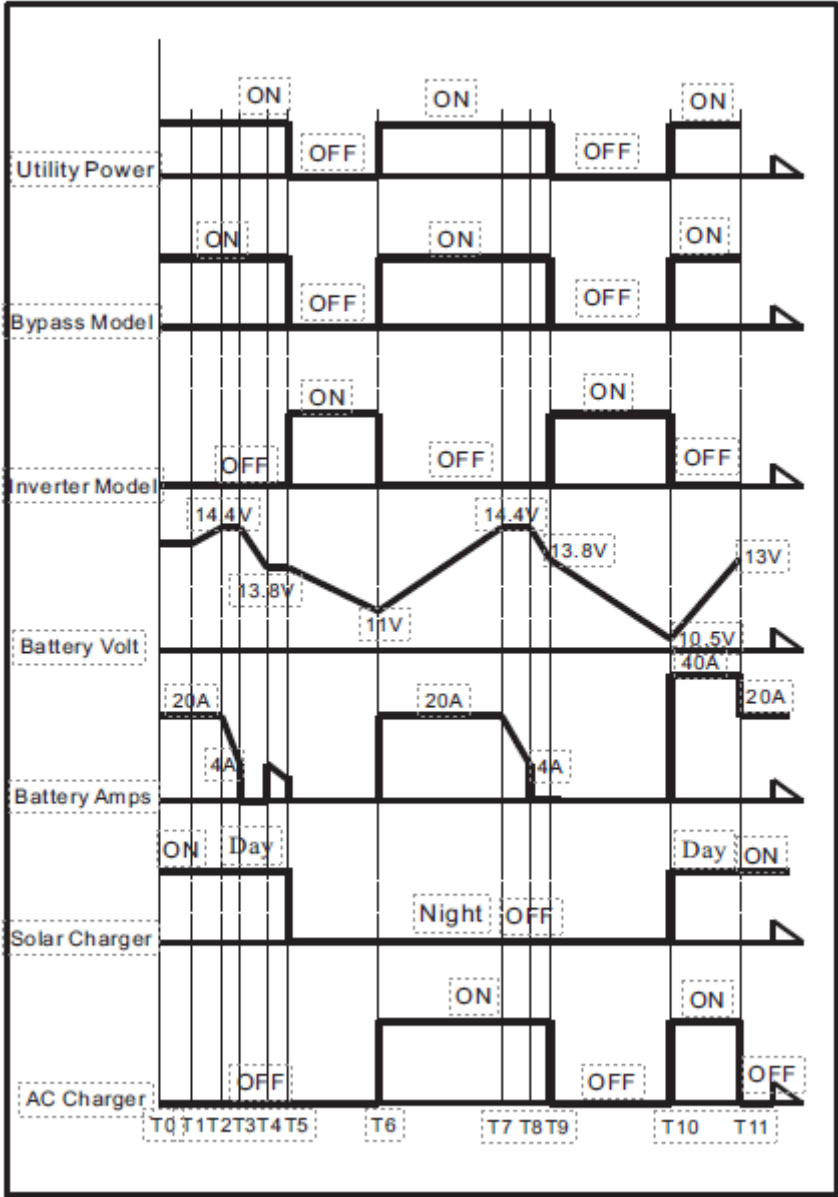 ON
ON
ON
OFF
OFF
Utility Power
ON
ON
ON
OFF
OFF
Bypass Model
ON
ON
OFF
OFF
OFF
Inverter Model
14.4V
14.4V
13.8V
13V
13.8V
11V
10.5V
Battery Volt
40A
20A
20A
20A
4A
4A
Battery Amps
ON
Day
Day
ON
Night
OFF
Solar Charger
ON
ON
OFF
OFF
OFF
AC Charger
T0 T1 T2 T3 T4 T5 T6 T7 T8 T9 T10 T11